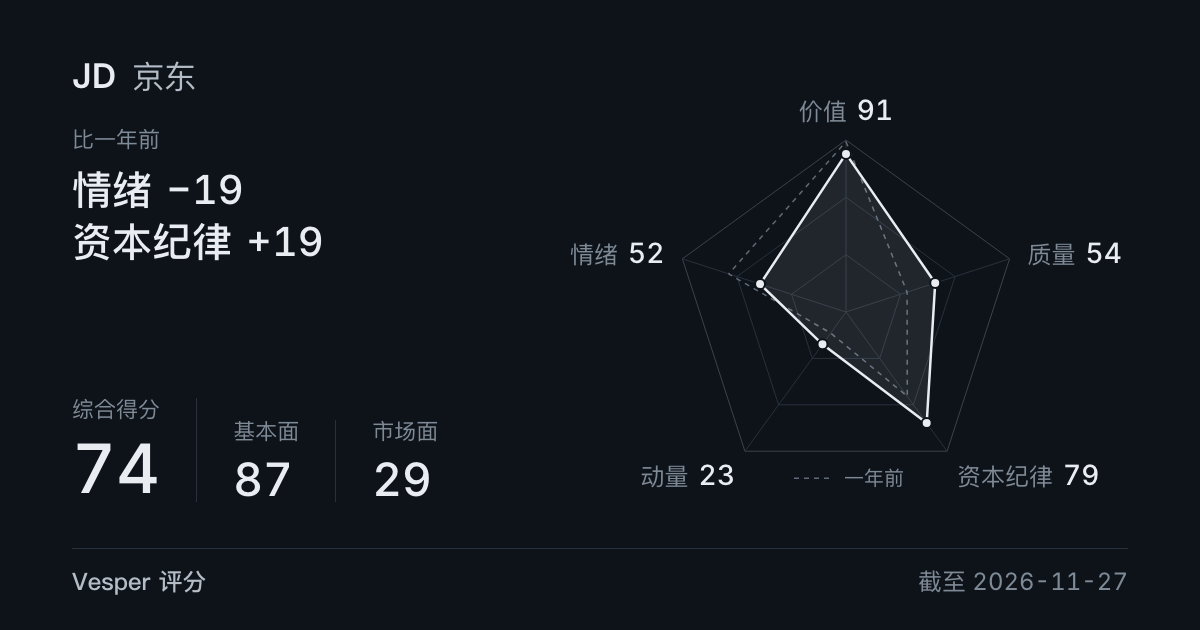 JD 京东
比一年前
情绪 −19
资本纪律 +19
综合得分
74
基本面
87
市场面
29
价值 91
情绪 52
质量 54
动量 23
---- 一年前
资本纪律 79
Vesper 评分
截至 2026-11-27